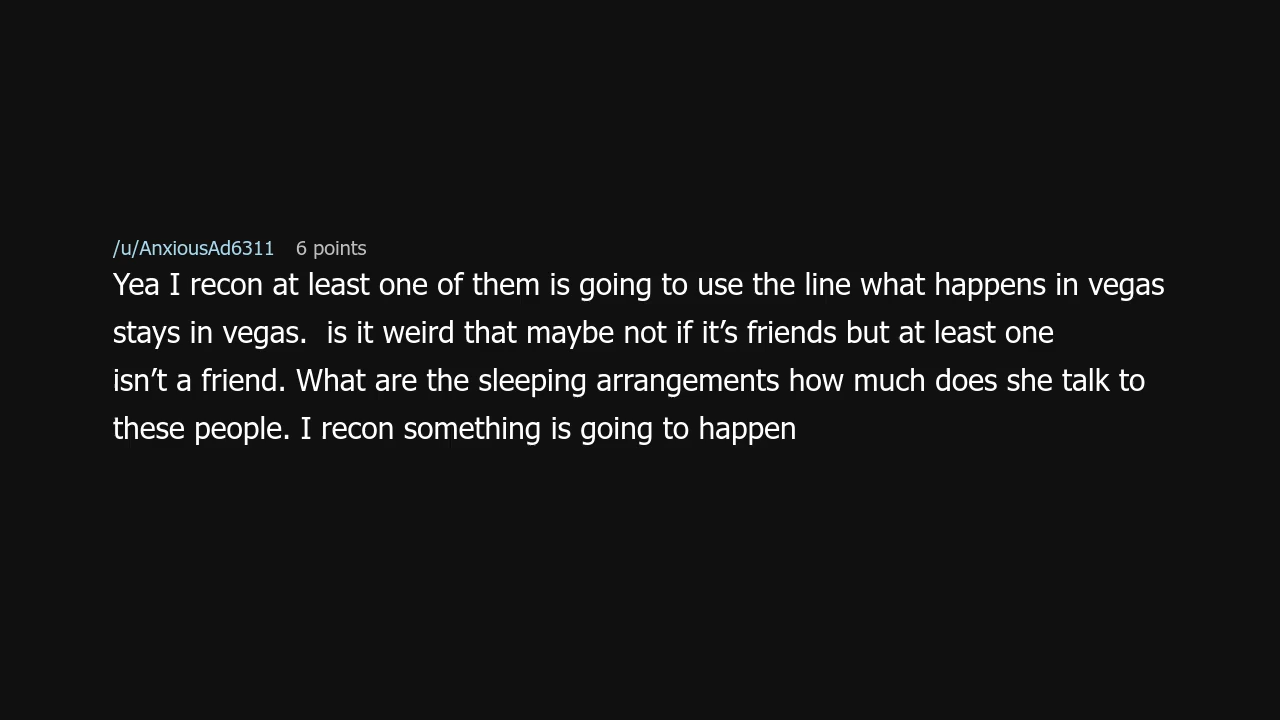 /u/AnxiousAd6311 6 points
Yea I recon at least one of them is going to use the line what happens in vegas
stays in vegas.  is it weird that maybe not if it’s friends but at least one
isn’t a friend. What are the sleeping arrangements how much does she talk to
these people. I recon something is going to happen